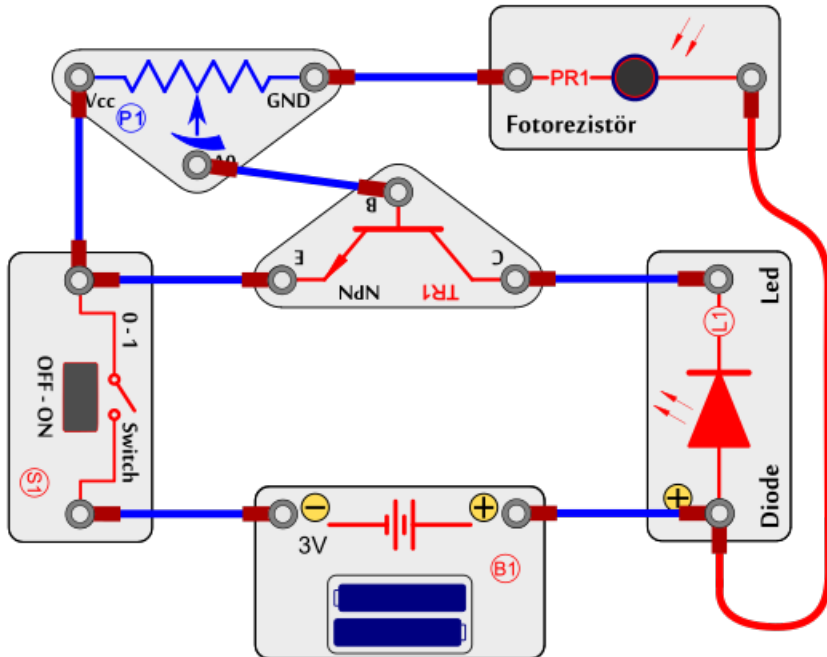 Vcc
GND
P1
A0
PR1
Fotorezistör
B
E
C
NPN
TR1
0 - 1
OFF - ON
Switch
S1
Led
L1
Diode
+
−
+
3V
B1